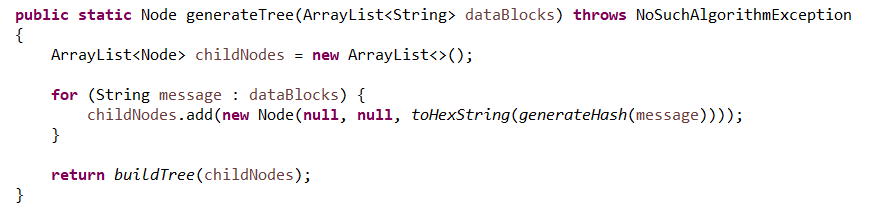 public static Node generateTree(ArrayList<String> dataBlocks) throws NoSuchAlgorithmException
{
    ArrayList<Node> childNodes = new ArrayList<>();

    for (String message : dataBlocks) {
        childNodes.add(new Node(null, null, toHexString(generateHash(message))));
    }

    return buildTree(childNodes);
}